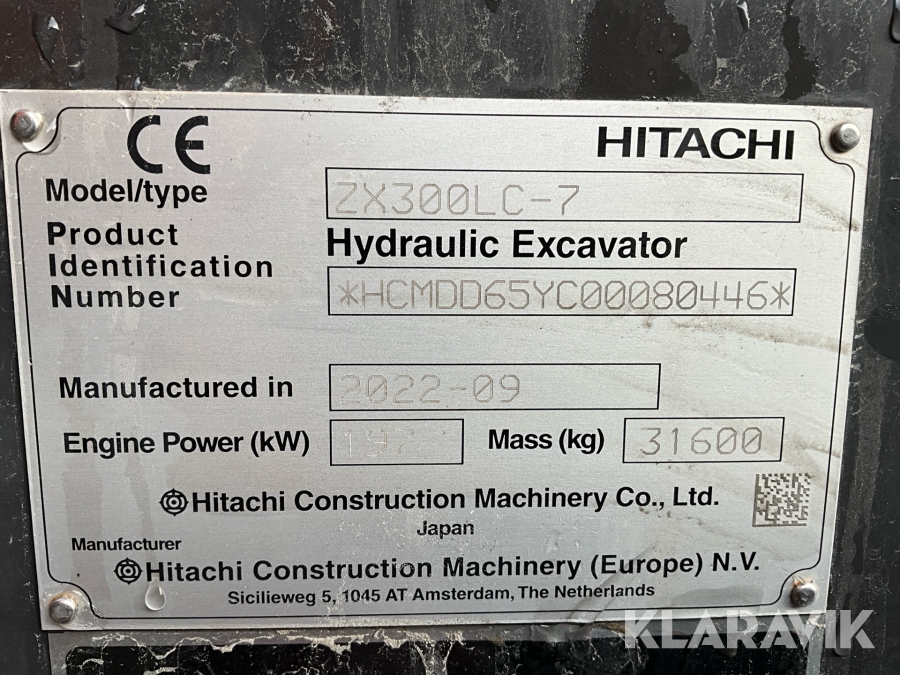 CE
HITACHI
Model/type ZX300LC-7
Product Hydraulic Excavator
Identification
Number *HCMDD65YC00080446*
Manufactured in 2022-09
Engine Power (kW) 197 Mass (kg) 31600
Hitachi Construction Machinery Co., Ltd.
Japan
Manufacturer
Hitachi Construction Machinery (Europe) N.V.
Sicilieweg 5, 1045 AT Amsterdam, The Netherlands
KLARAVIK